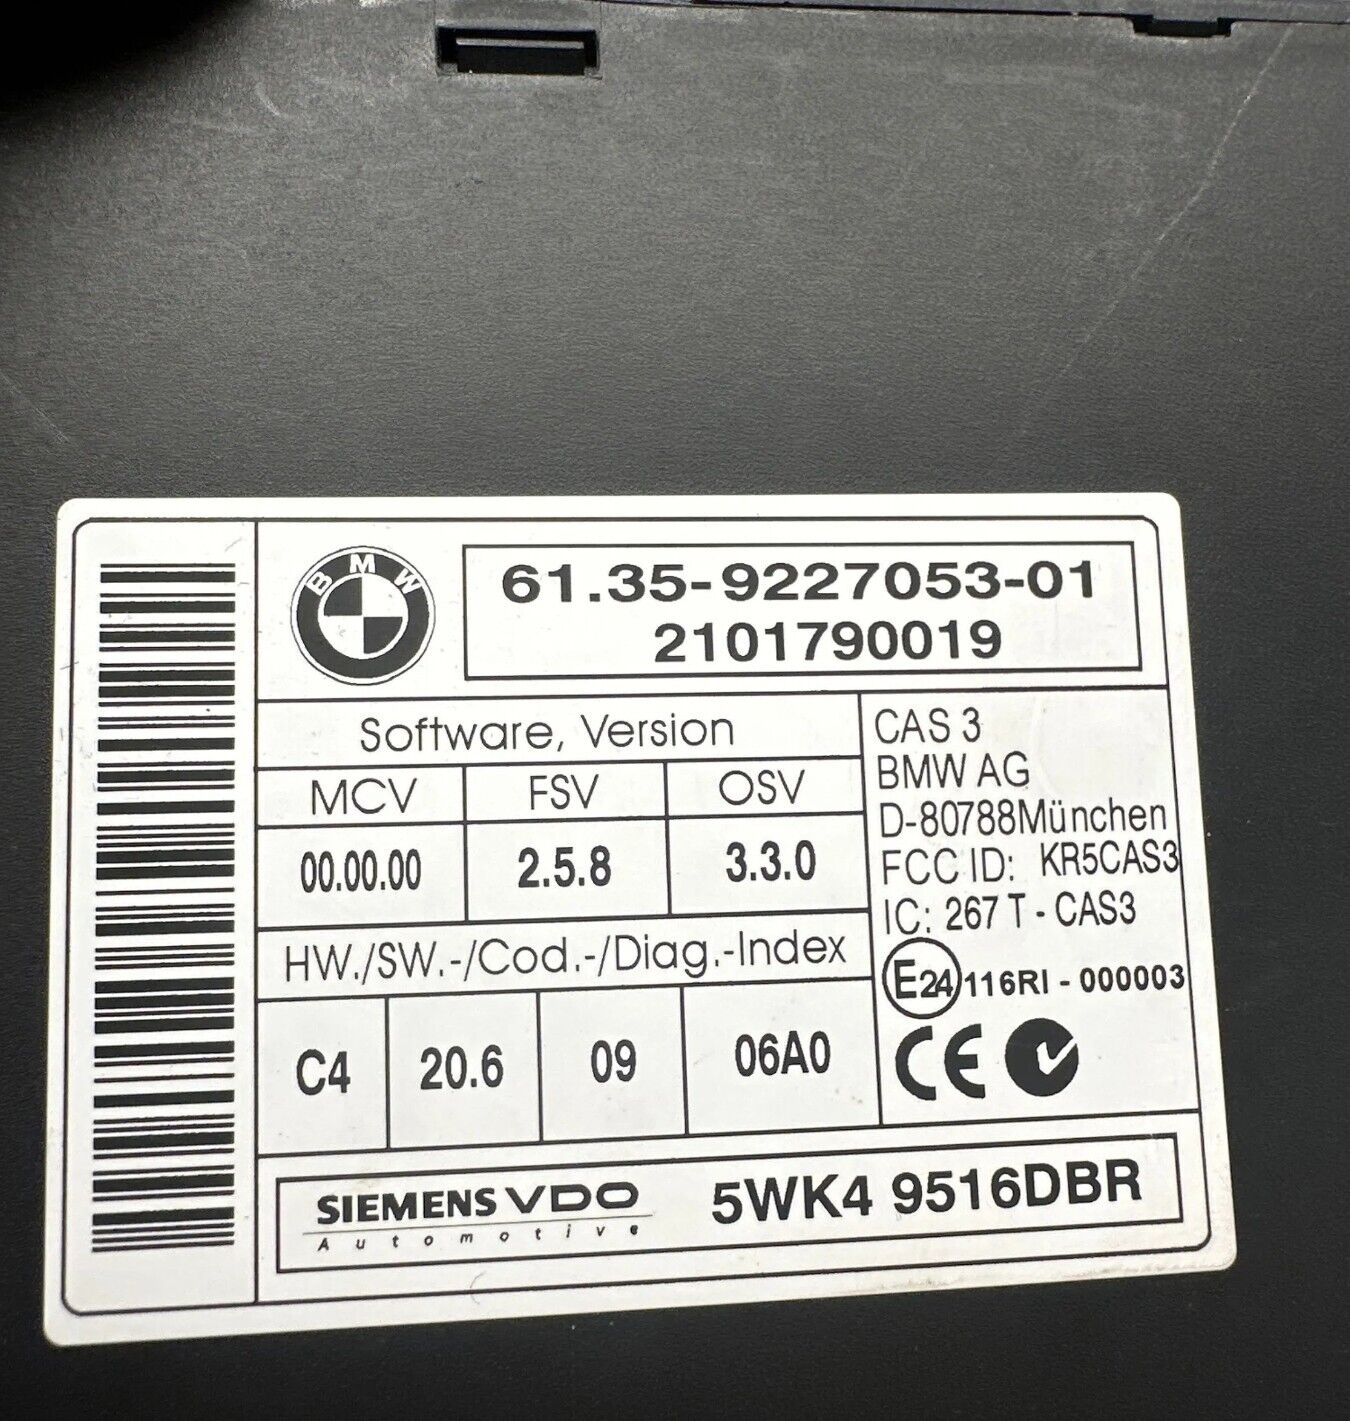 BMW
61.35-9227053-01
2101790019
Software, Version
MCV FSV OSV
00.00.00 2.5.8 3.3.0
HW./SW.-/Cod.-/Diag.-Index
C4 20.6 09 06A0
CAS 3
BMW AG
D-80788München
FCC ID: KR5CAS3
IC: 267 T - CAS3
E24 116RI - 000003
CE
SIEMENS VDO
Automotive
5WK4 9516DBR